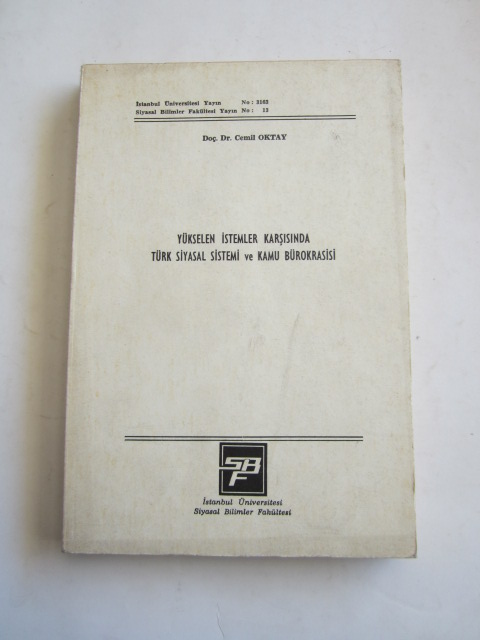 İstanbul Üniversitesi Yayın No: 3163
Siyasal Bilimler Fakültesi Yayın No: 13
Doç. Dr. Cemil OKTAY
YÜKSELEN İSTEMLER KARŞISINDA
TÜRK SİYASAL SİSTEMİ ve KAMU BÜROKRASİSİ
SBF
İstanbul Üniversitesi
Siyasal Bilimler Fakültesi